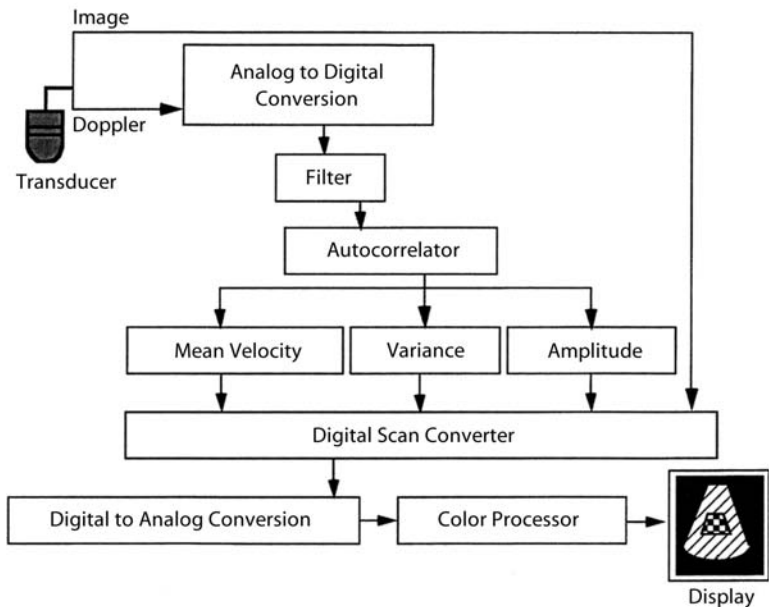 Image
Analog to Digital
Conversion
Doppler
Transducer
Filter
Autocorrelator
Mean Velocity
Variance
Amplitude
Digital Scan Converter
Digital to Analog Conversion
Color Processor
Display